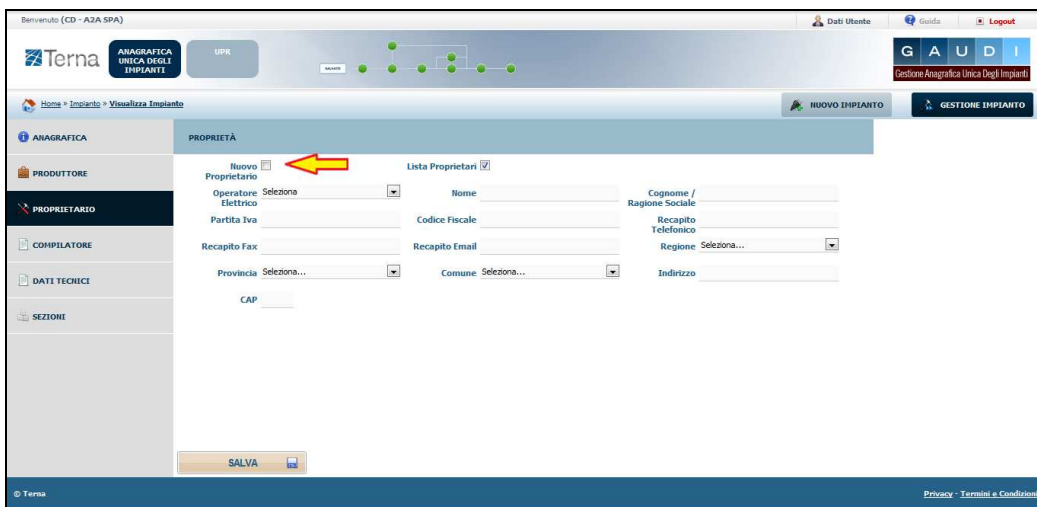 Benvenuto (CD - A2A SPA)
Dati Utente
Guida
Logout
Terna
ANAGRAFICA
UNICA DEGLI
IMPIANTI
UPR
GAUDI
Gestione Anagrafica Unica Degli Impianti
Home » Impianto » Visualizza Impianto
NUOVO IMPIANTO
GESTIONE IMPIANTO
ANAGRAFICA
PRODUTTORE
PROPRIETARIO
COMPILATORE
DATI TECNICI
SEZIONI
PROPRIETÀ
Nuovo
Proprietario
Lista Proprietari
Operatore
Elettrico
Seleziona
Nome
Cognome /
Ragione Sociale
Partita Iva
Codice Fiscale
Recapito
Telefonico
Recapito Fax
Recapito Email
Regione Seleziona...
Provincia Seleziona...
Comune Seleziona...
Indirizzo
CAP
SALVA
© Terna
Privacy - Termini e Condizioni